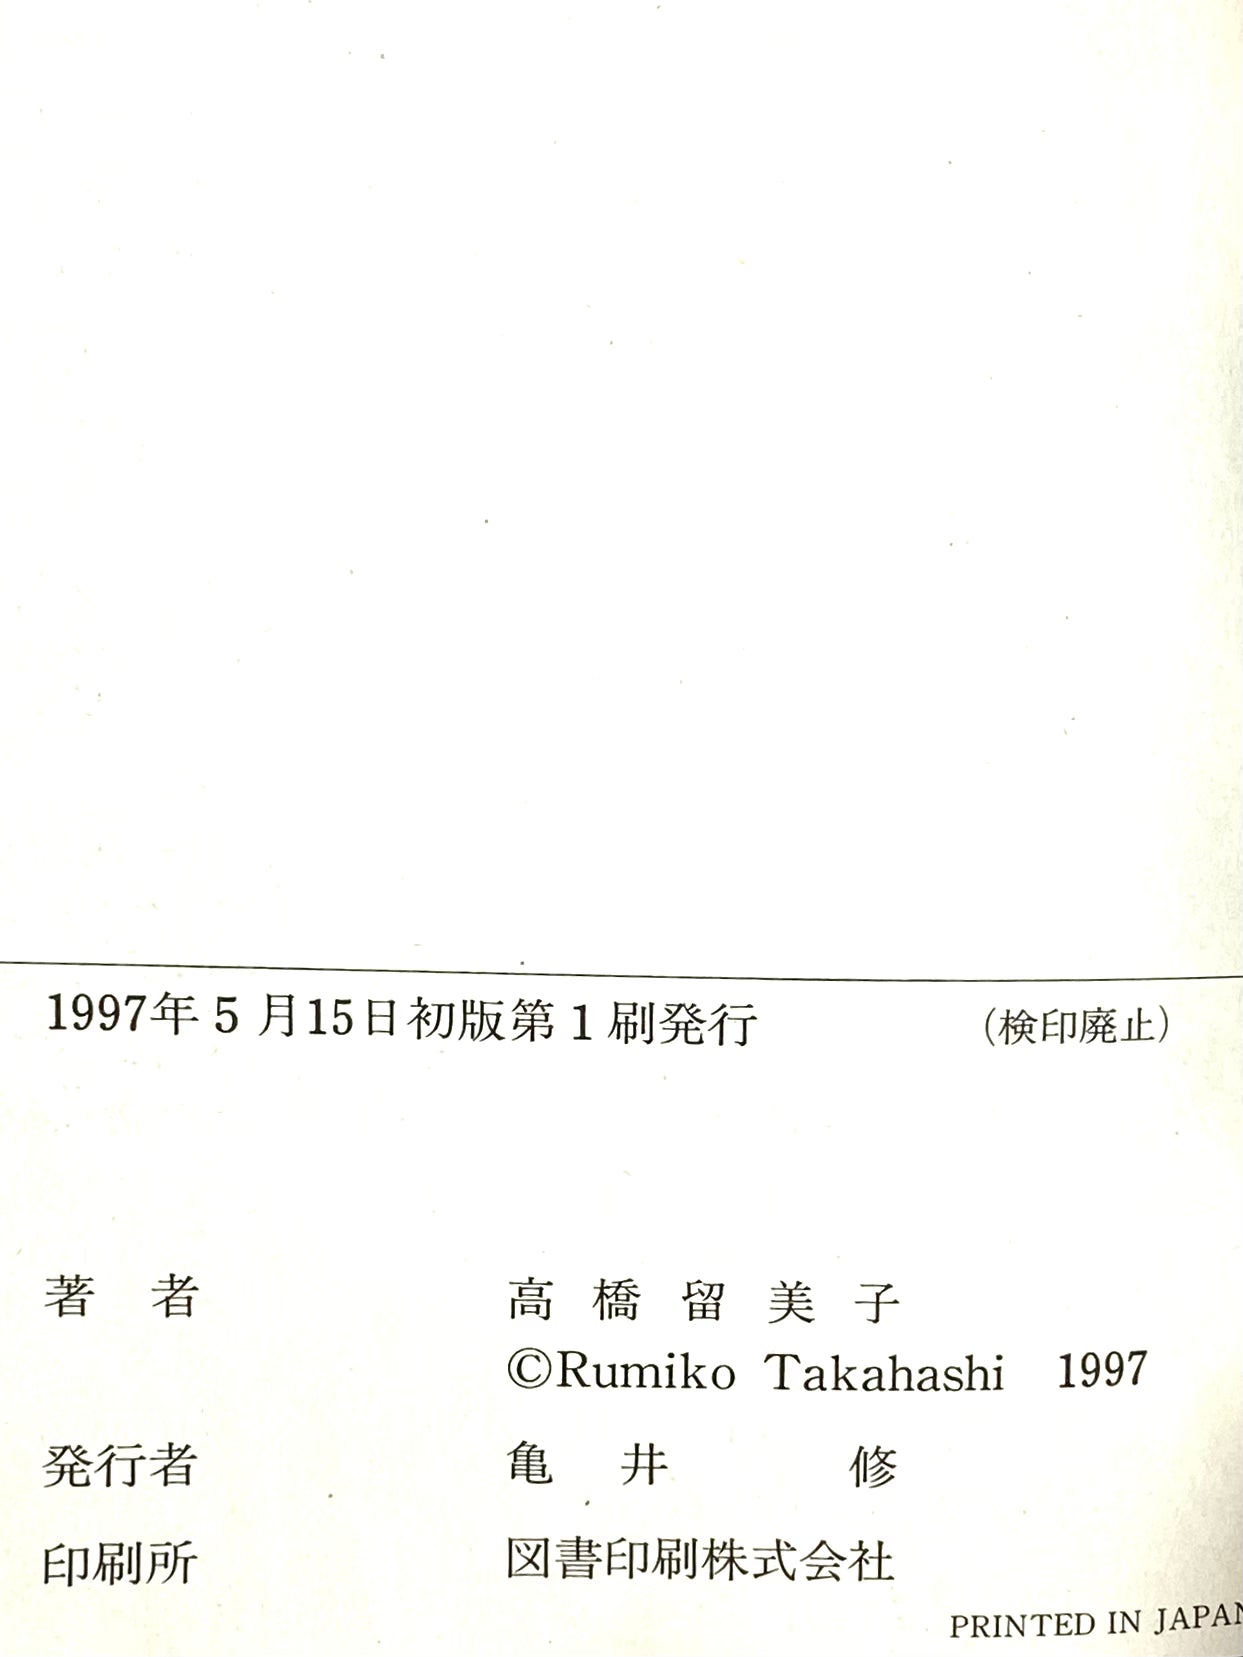 1997年5月15日初版第1刷発行 (検印廃止)
著者 高橋留美子
©Rumiko Takahashi 1997
発行者 亀井 修
印刷所 図書印刷株式会社
PRINTED IN JAPAN